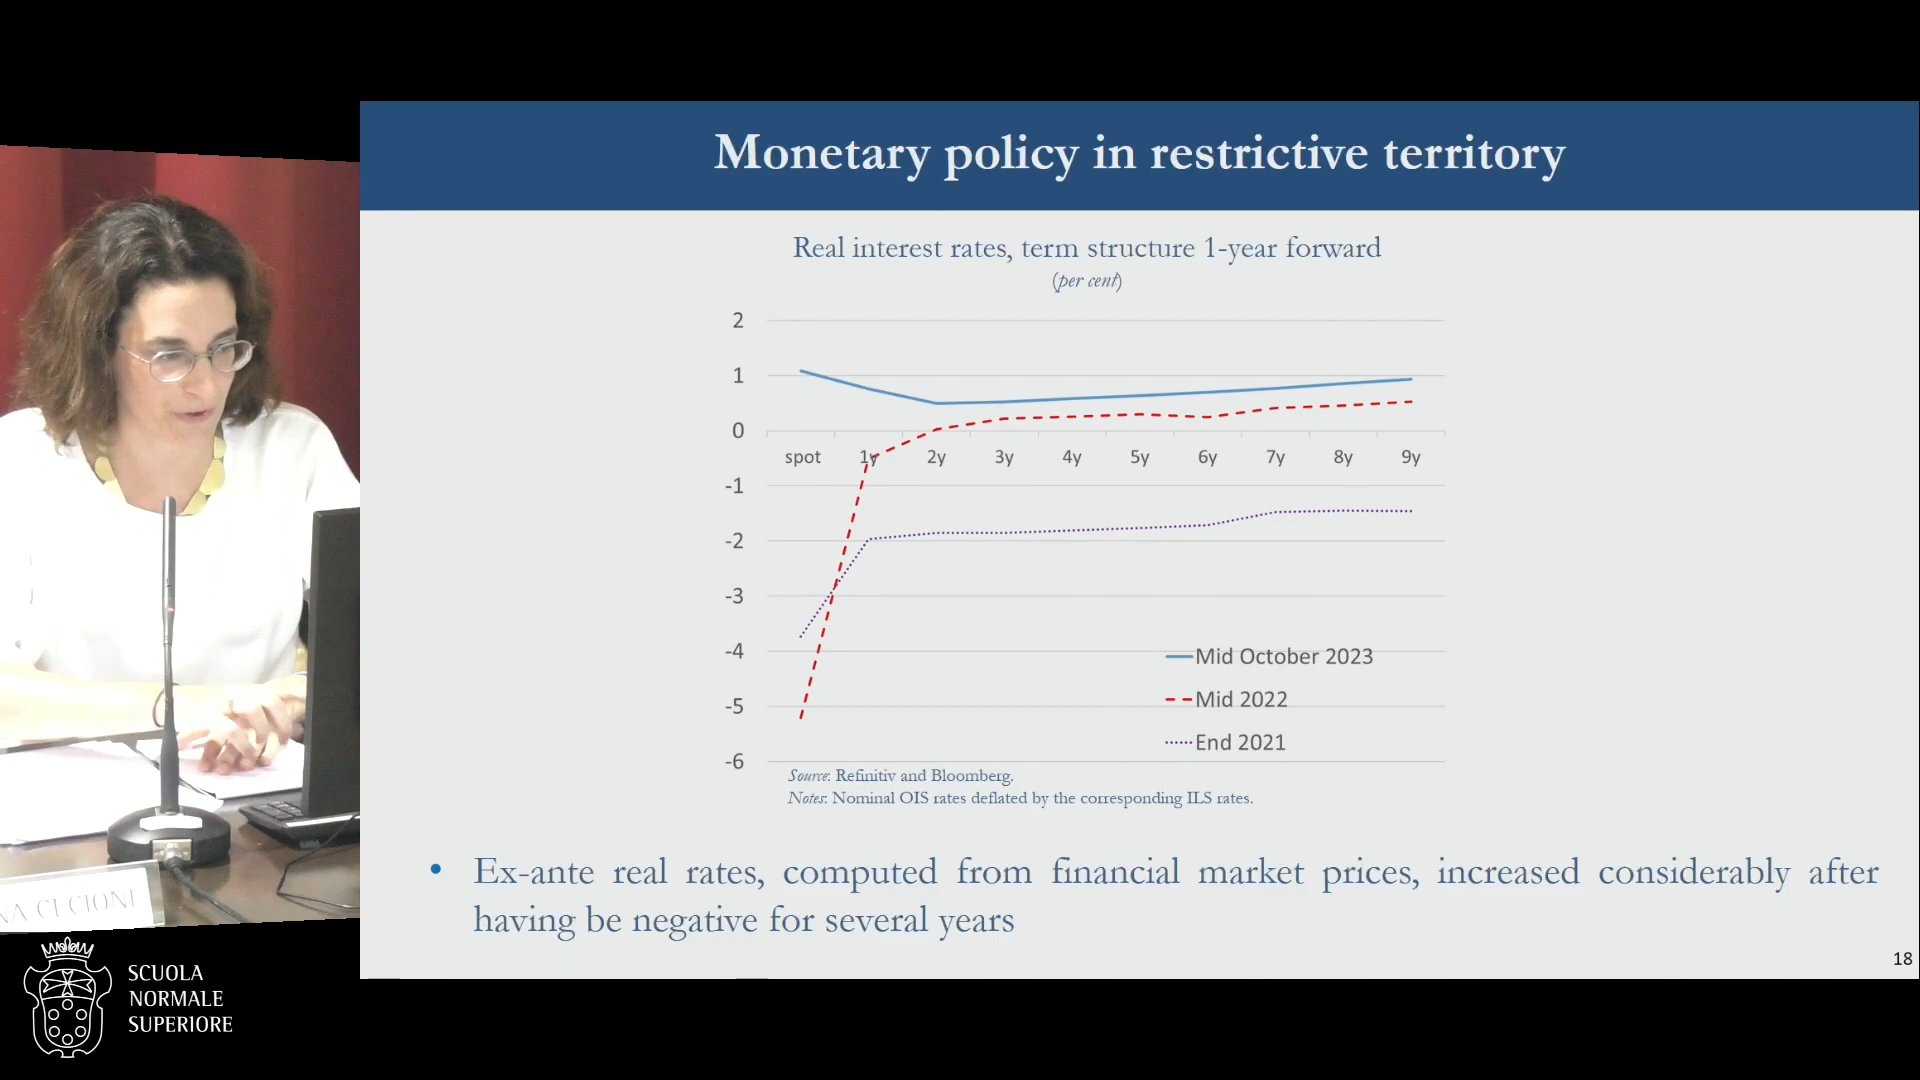 Monetary policy in restrictive territory
Real interest rates, term structure 1-year forward
(per cent)
2
1
0
-1
-2
-3
-4
-5
-6
spot 1y 2y 3y 4y 5y 6y 7y 8y 9y
Mid October 2023
Mid 2022
End 2021
Source: Refinitiv and Bloomberg.
Notes: Nominal OIS rates deflated by the corresponding ILS rates.
• Ex-ante real rates, computed from financial market prices, increased considerably after
having be negative for several years
18
NA CECIONI
SCUOLA
NORMALE
SUPERIORE